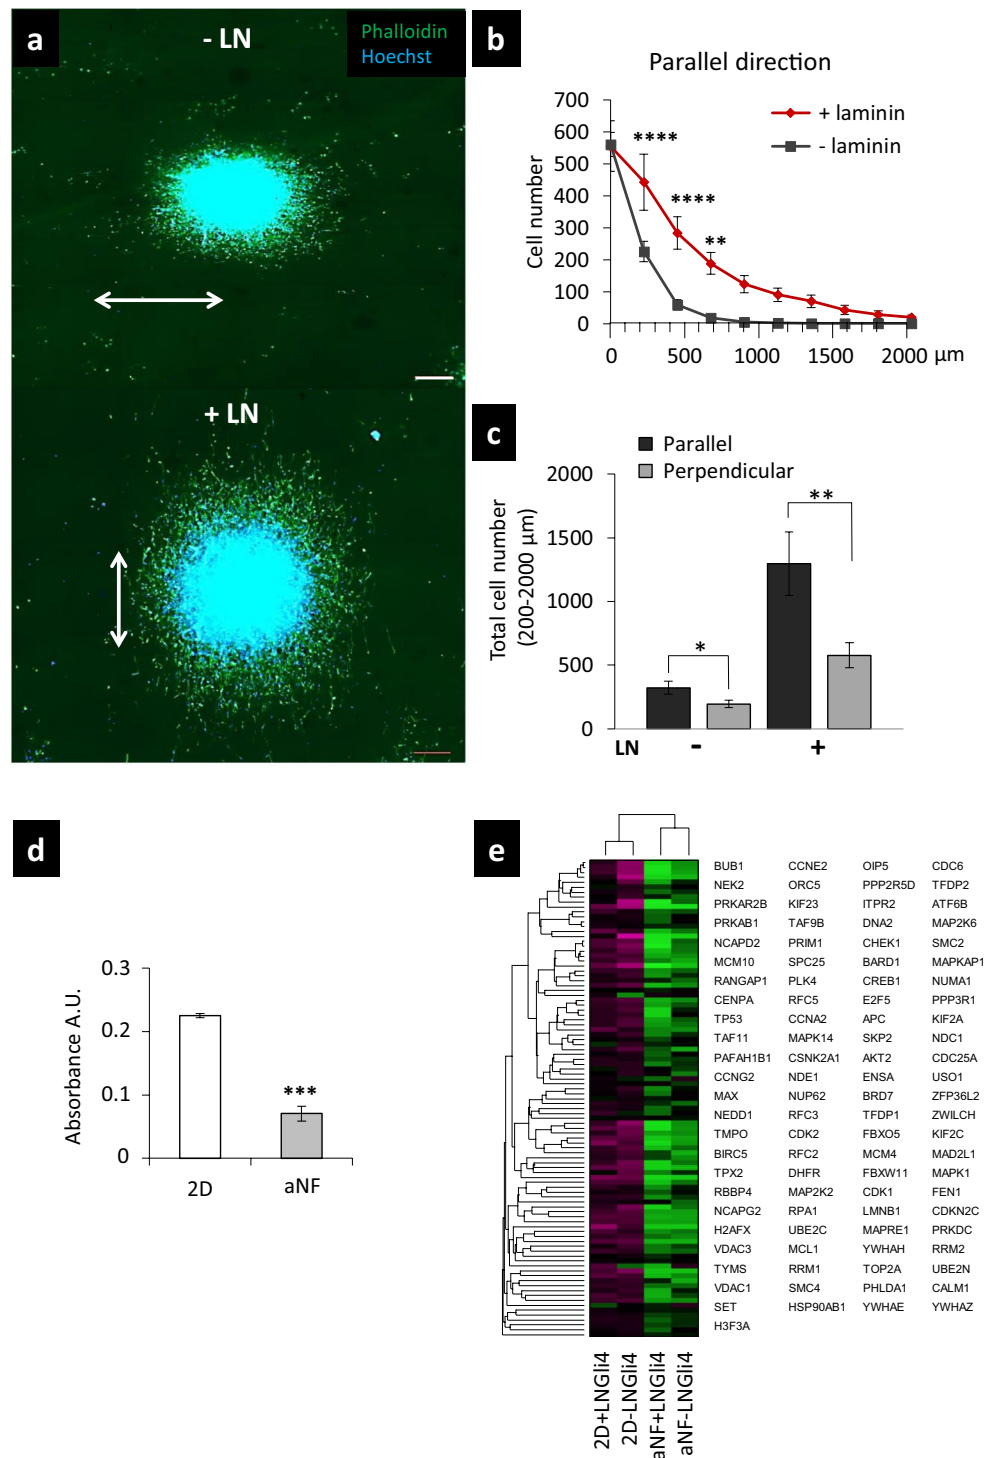 a
- LN
Phalloidin
Hoechst
+ LN
b
Parallel direction
700
600
500
400
300
200
100
0
Cell number
+ laminin
- laminin
****
****
**
0
500
1000
1500
2000 μm
c
Parallel
Perpendicular
2000
1500
1000
500
0
Total cell number
(200-2000 μm)
*
**
LN - +
d
0.3
0.2
0.1
0
Absorbance A.U.
***
2D aNF
e
BUB1 CCNE2 OIP5 CDC6
NEK2 ORC5 PPP2R5D TFDP2
PRKAR2B KIF23 ITPR2 ATF6B
PRKAB1 TAF9B DNA2 MAP2K6
NCAPD2 PRIM1 CHEK1 SMC2
MCM10 SPC25 BARD1 MAPKAP1
RANGAP1 PLK4 CREB1 NUMA1
CENPA RFC5 E2F5 PPP3R1
TP53 CCNA2 APC KIF2A
TAF11 MAPK14 SKP2 NDC1
PAFAH1B1 CSNK2A1 AKT2 CDC25A
CCNG2 NDE1 ENSA USO1
MAX NUP62 BRD7 ZFP36L2
NEDD1 RFC3 TFDP1 ZWILCH
TMPO CDK2 FBXO5 KIF2C
BIRC5 RFC2 MCM4 MAD2L1
TPX2 DHFR FBXW11 MAPK1
RBBP4 MAP2K2 CDK1 FEN1
NCAPG2 RPA1 LMNB1 CDKN2C
H2AFX UBE2C MAPRE1 PRKDC
VDAC3 MCL1 YWHAH RRM2
TYMS RRM1 TOP2A UBE2N
VDAC1 SMC4 PHLDA1 CALM1
SET HSP90AB1 YWHAE YWHAZ
H3F3A
2D+LNGli4
2D-LNGli4
aNF+LNGli4
aNF-LNGli4